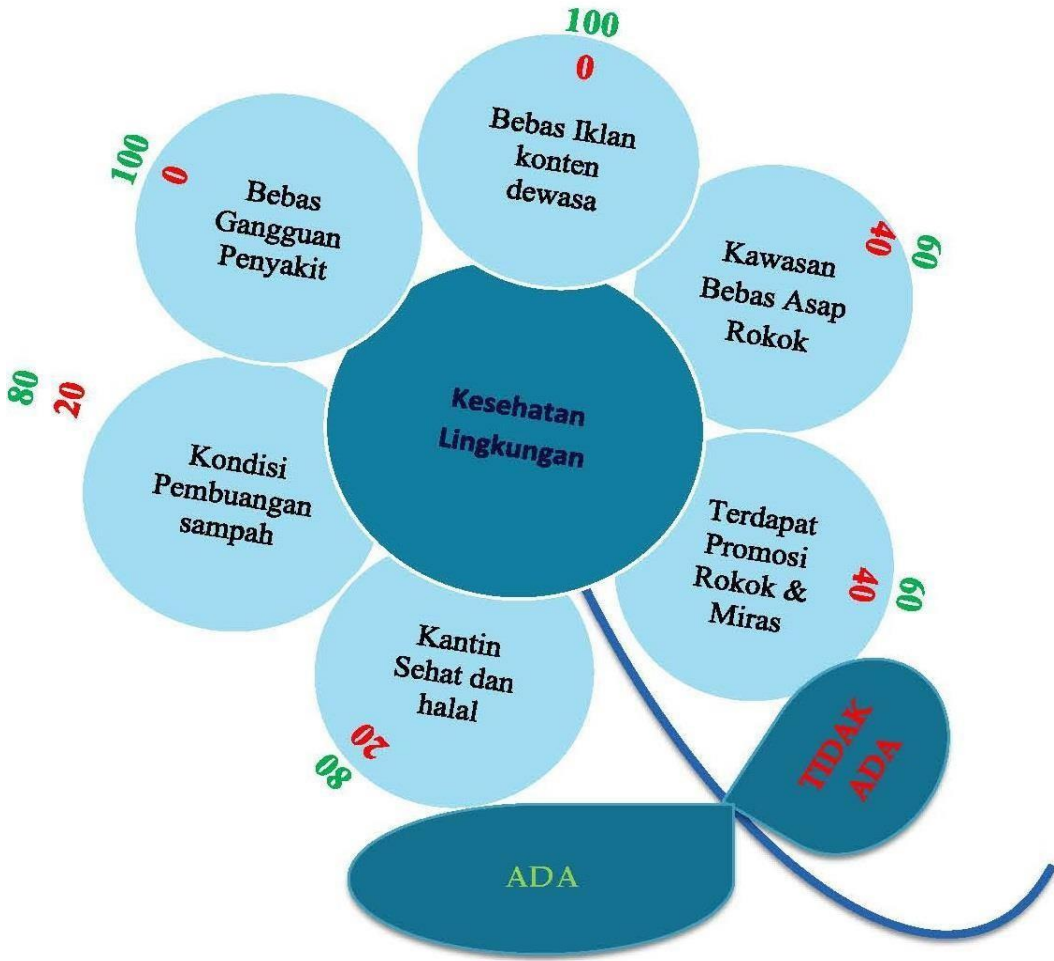 100
0
Bebas Iklan
konten
dewasa
40
60
Kawasan
Bebas Asap
Rokok
Terdapat
Promosi
Rokok &
Miras
40
60
Kantin
Sehat dan
halal
20
80
80
20
Kondisi
Pembuangan
sampah
100
0
Bebas
Gangguan
Penyakit
Kesehatan
Lingkungan
TIDAK
ADA
ADA